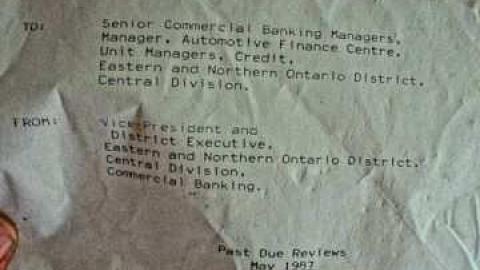 TO:
Senior Commercial Banking Managers,
Manager, Automotive Finance Centre,
Unit Managers, Credit,
Eastern and Northern Ontario District,
Central Division.
FROM:
Vice-President and
District Executive,
Eastern and Northern Ontario District,
Central Division,
Commercial Banking.
Past Due Reviews
May 1987